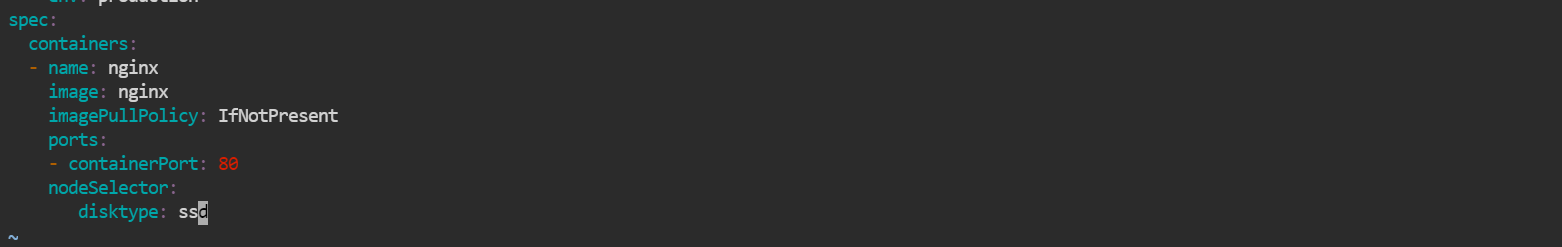 spec:
  containers:
  - name: nginx
    image: nginx
    imagePullPolicy: IfNotPresent
    ports:
    - containerPort: 80
    nodeSelector:
       disktype: ssd
~